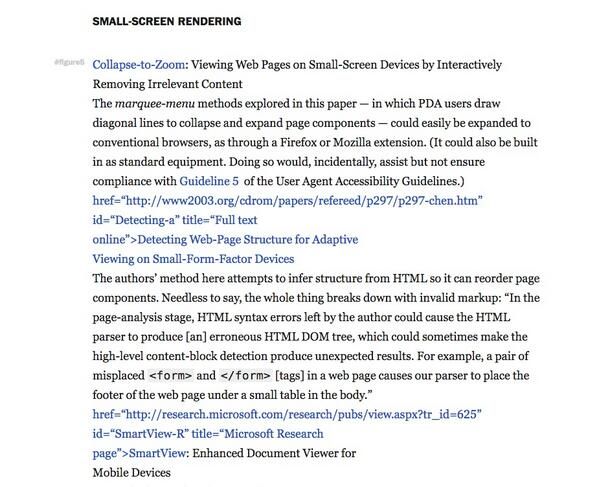 SMALL-SCREEN RENDERING
#figure6 Collapse-to-Zoom: Viewing Web Pages on Small-Screen Devices by Interactively
Removing Irrelevant Content
The marquee-menu methods explored in this paper — in which PDA users draw
diagonal lines to collapse and expand page components — could easily be expanded to
conventional browsers, as through a Firefox or Mozilla extension. (It could also be built
in as standard equipment. Doing so would, incidentally, assist but not ensure
compliance with Guideline 5 of the User Agent Accessibility Guidelines.)
href=“http://www2003.org/cdrom/papers/refereed/p297/p297-chen.htm”
id=“Detecting-a” title=“Full text
online”>Detecting Web-Page Structure for Adaptive
Viewing on Small-Form-Factor Devices
The authors’ method here attempts to infer structure from HTML so it can reorder page
components. Needless to say, the whole thing breaks down with invalid markup: “In the
page-analysis stage, HTML syntax errors left by the author could cause the HTML
parser to produce [an] erroneous HTML DOM tree, which could sometimes make the
high-level content-block detection produce unexpected results. For example, a pair of
misplaced <form> and </form> [tags] in a web page causes our parser to place the
footer of the web page under a small table in the body.”
href=“http://research.microsoft.com/research/pubs/view.aspx?tr_id=625”
id=“SmartView-R” title=“Microsoft Research
page”>SmartView: Enhanced Document Viewer for
Mobile Devices